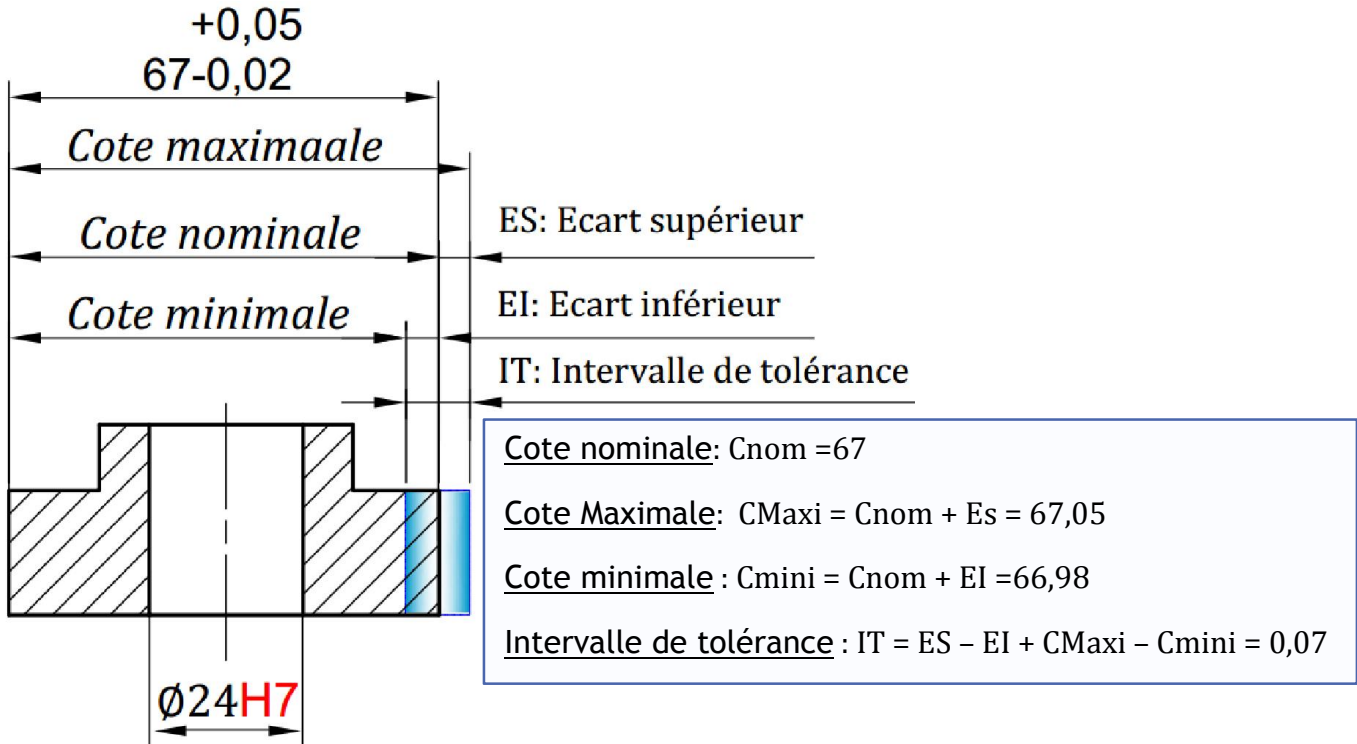 +0,05
67-0,02
Cote maximaale
Cote nominale
ES: Ecart supérieur
Cote minimale
EI: Ecart inférieur
IT: Intervalle de tolérance
Cote nominale: Cnom =67
Cote Maximale: CMaxi = Cnom + Es = 67,05
Cote minimale : Cmini = Cnom + EI =66,98
Intervalle de tolérance : IT = ES – EI + CMaxi – Cmini = 0,07
Ø24H7